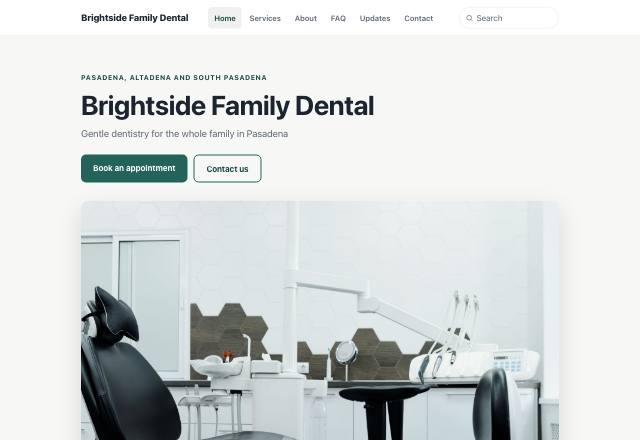 Brightside Family Dental
Home Services About FAQ Updates Contact
Search
PASADENA, ALTADENA AND SOUTH PASADENA
Brightside Family Dental
Gentle dentistry for the whole family in Pasadena
Book an appointment
Contact us